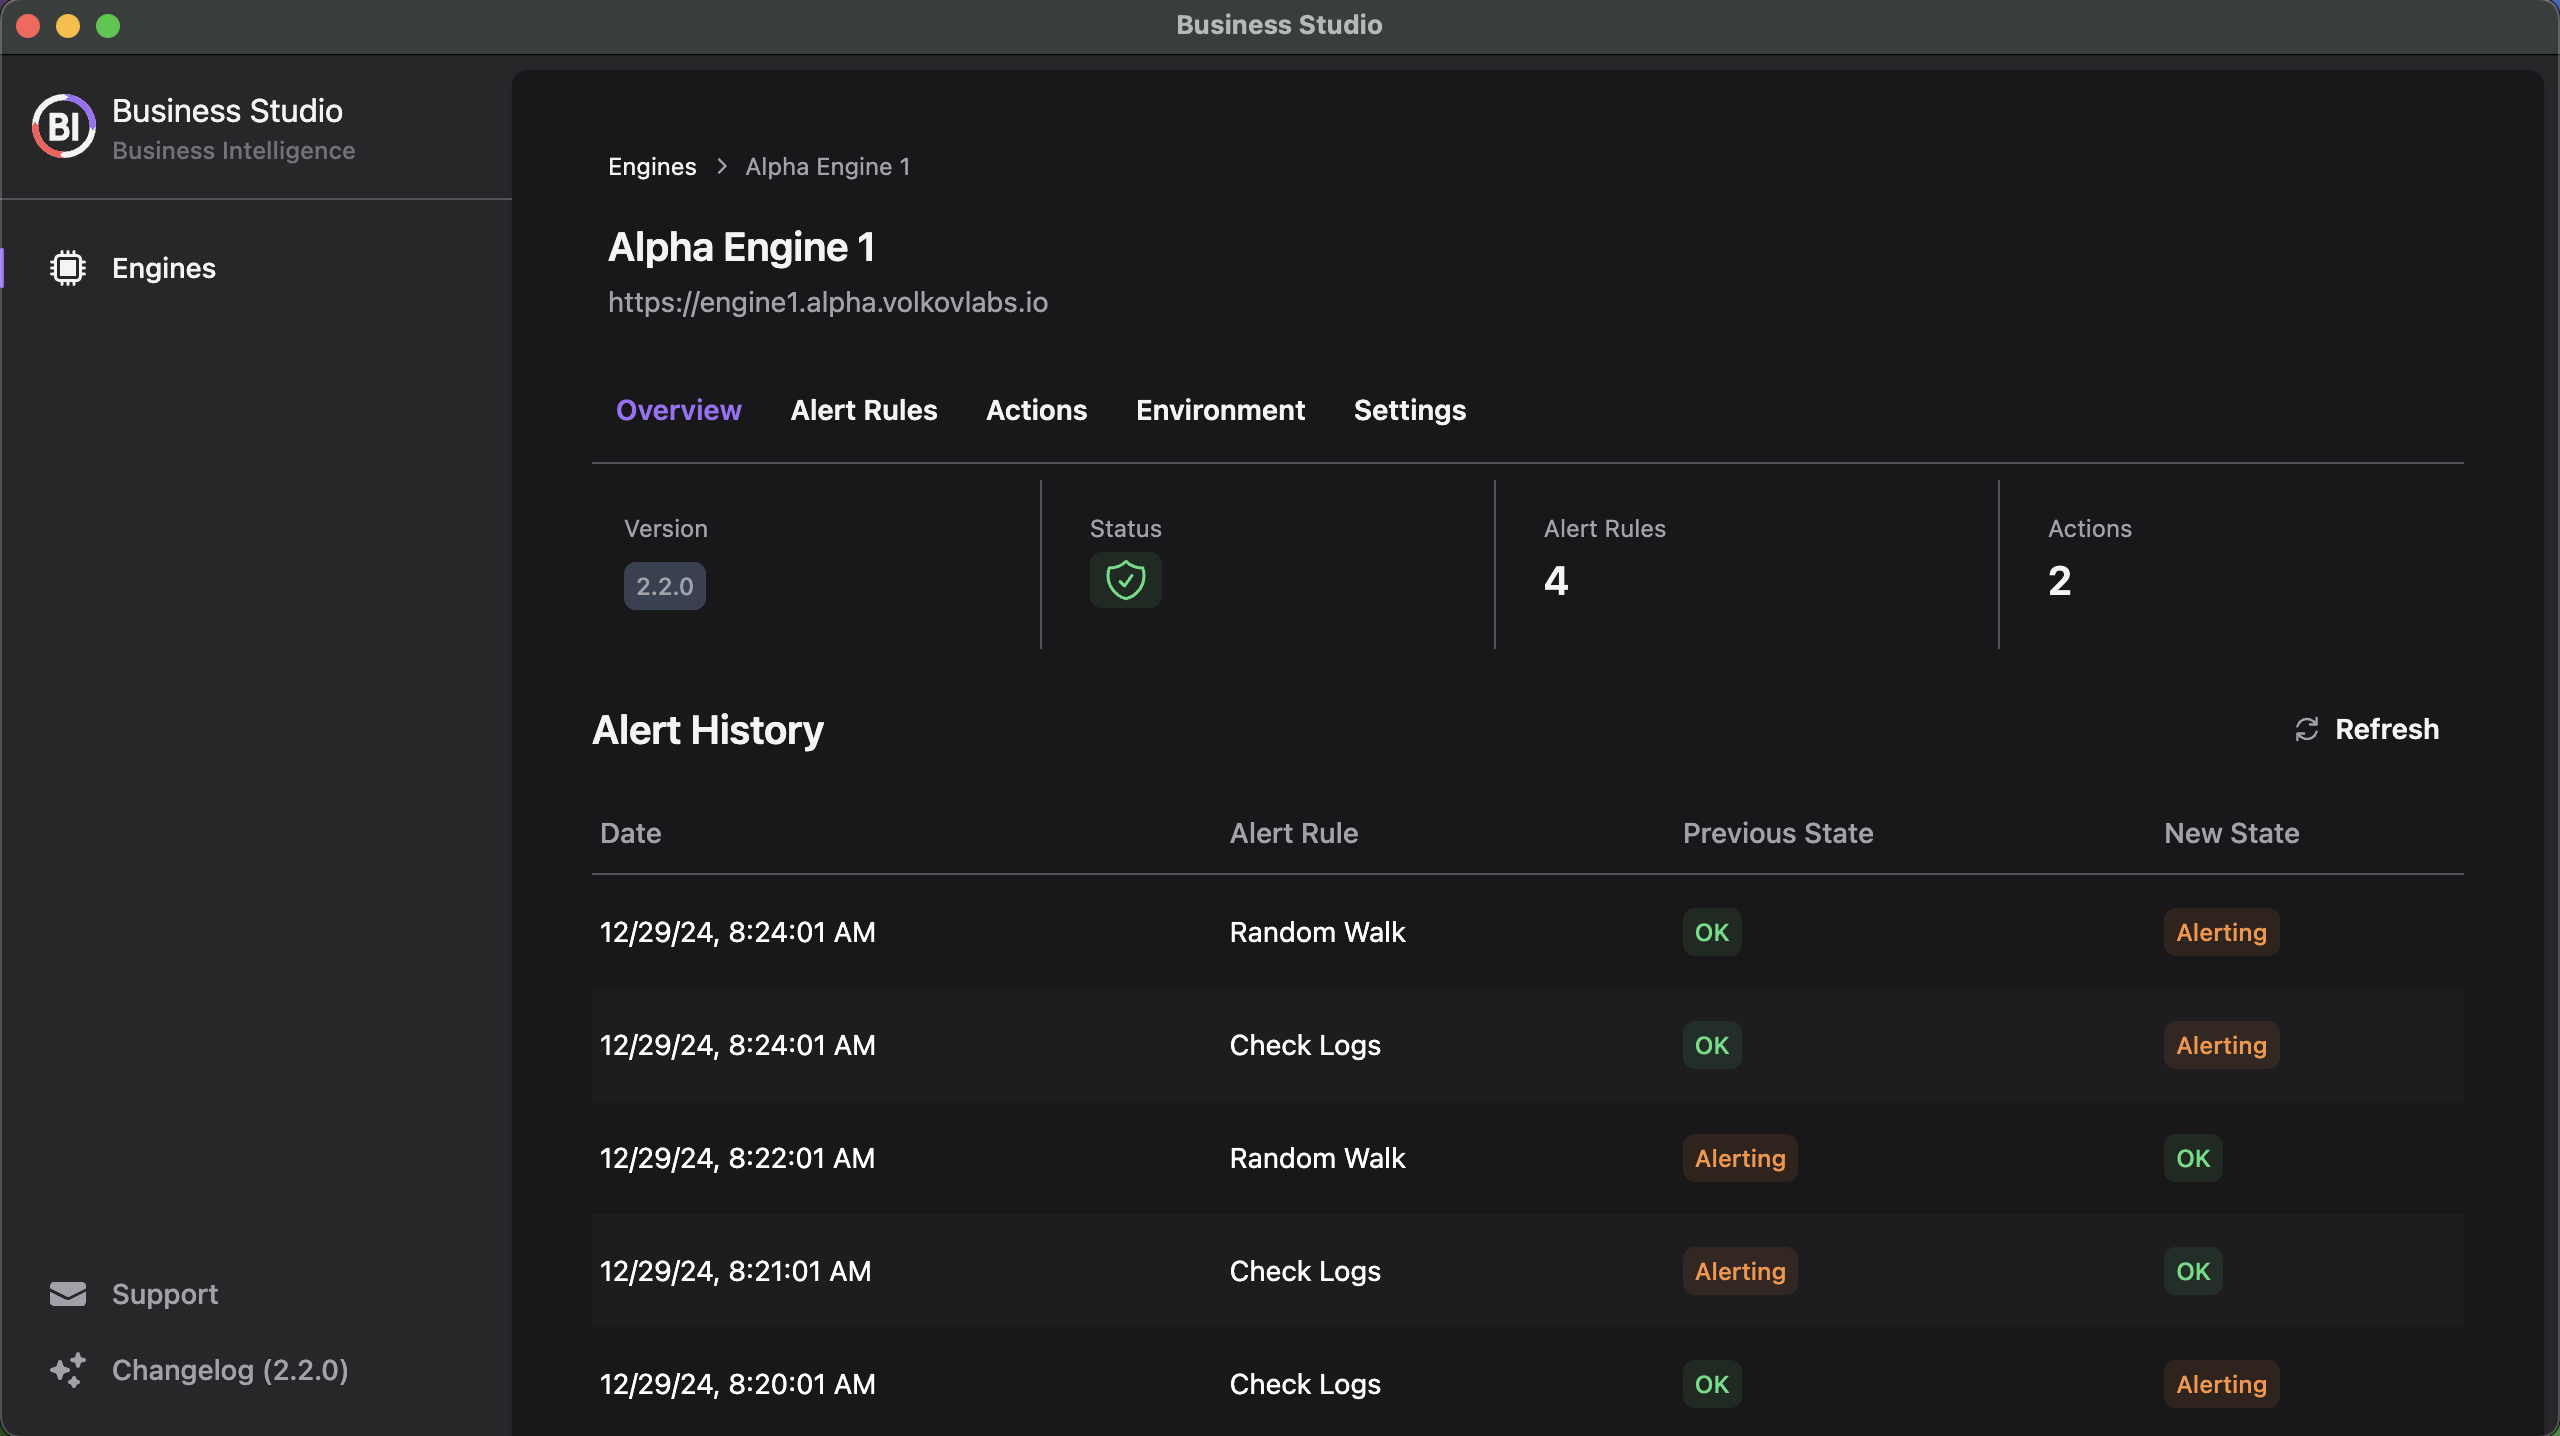 Business Studio
BI
Business Studio
Business Intelligence
Engines
Support
Changelog (2.2.0)
Engines > Alpha Engine 1
Alpha Engine 1
https://engine1.alpha.volkovlabs.io
Overview Alert Rules Actions Environment Settings
Version Status Alert Rules Actions
2.2.0 4 2
Alert History Refresh
Date Alert Rule Previous State New State
12/29/24, 8:24:01 AM Random Walk OK Alerting
12/29/24, 8:24:01 AM Check Logs OK Alerting
12/29/24, 8:22:01 AM Random Walk Alerting OK
12/29/24, 8:21:01 AM Check Logs Alerting OK
12/29/24, 8:20:01 AM Check Logs OK Alerting